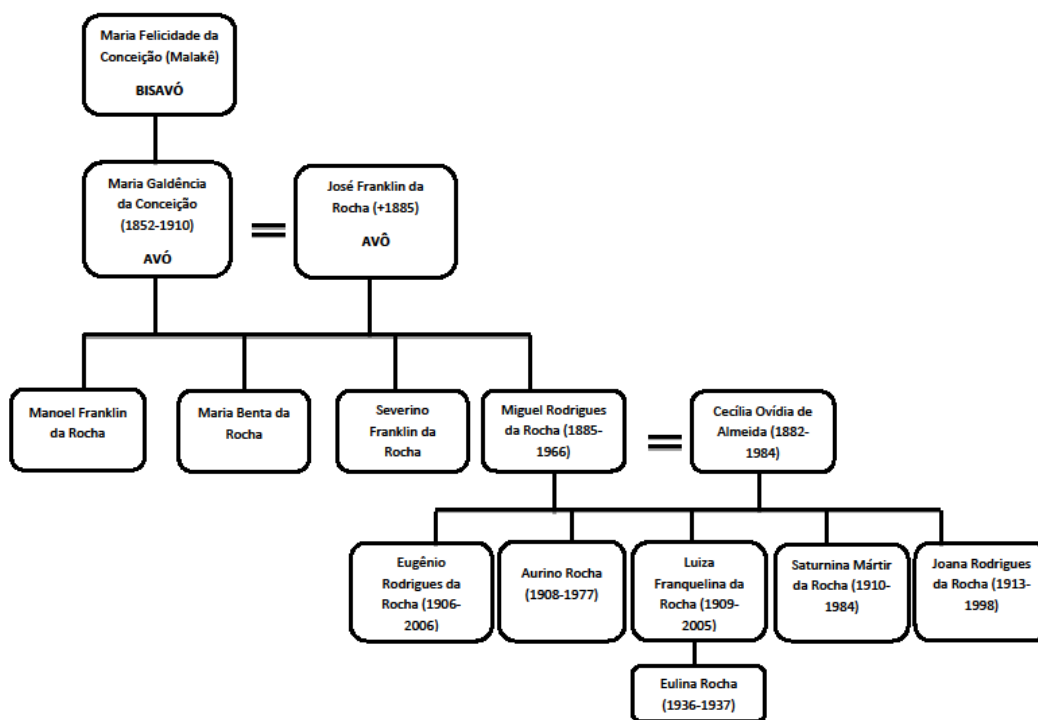 Maria Felicidade da
Conceição (Malakê)
BISAVÓ
Maria Galdência
da Conceição
(1852-1910)
AVÓ
José Franklin da
Rocha (+1885)
AVÔ
Manoel Franklin
da Rocha
Maria Benta da
Rocha
Severino
Franklin da
Rocha
Miguel Rodrigues
da Rocha (1885-
1966)
Cecília Ovídia de
Almeida (1882-
1984)
Eugênio
Rodrigues da
Rocha (1906-
2006)
Aurino Rocha
(1908-1977)
Luiza
Franquelina da
Rocha (1909-
2005)
Saturnina Mártir
da Rocha (1910-
1984)
Joana Rodrigues
da Rocha (1913-
1998)
Eulina Rocha
(1936-1937)